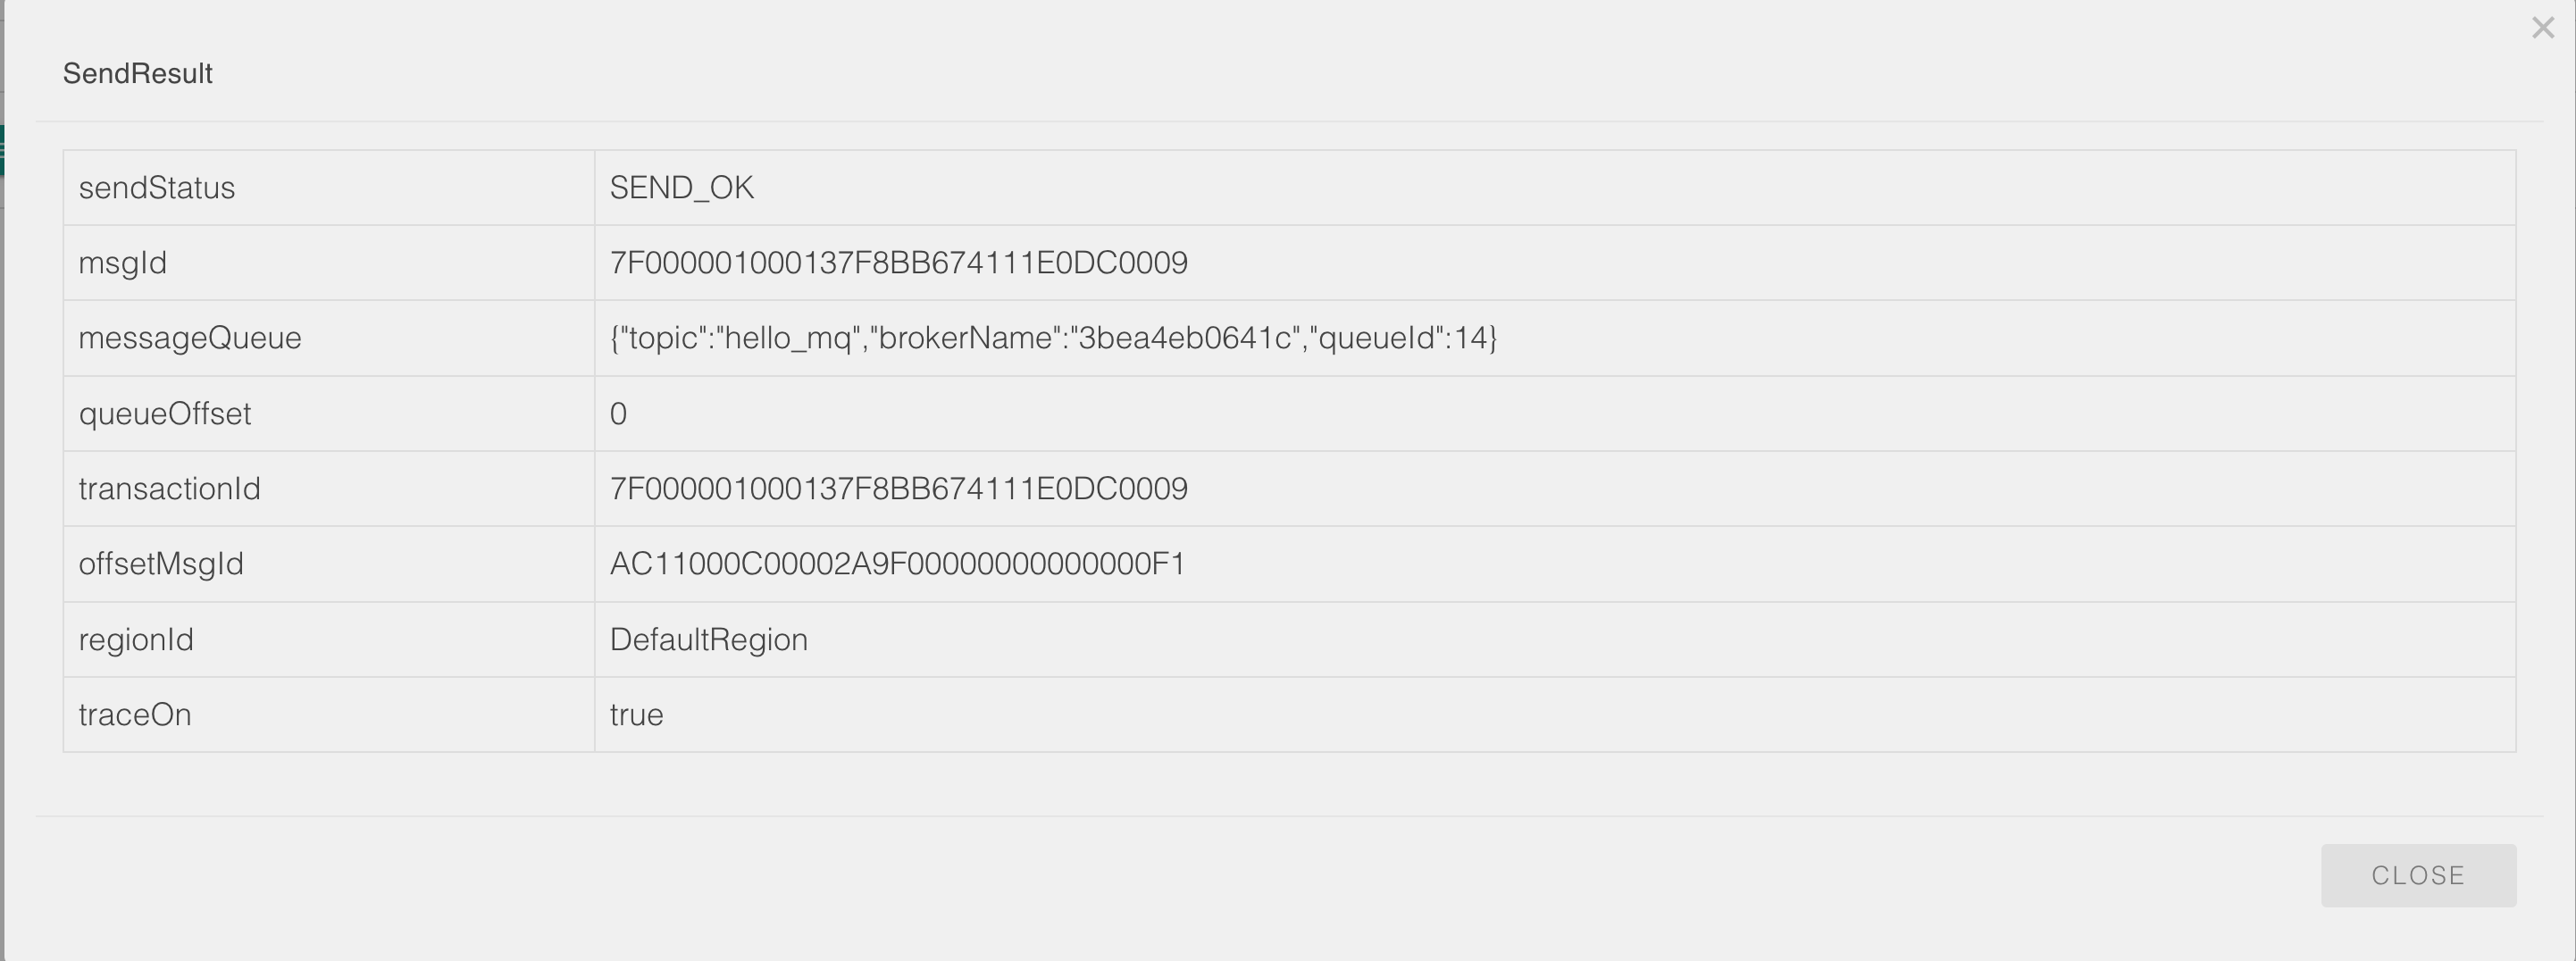 SendResult
sendStatus SEND_OK
msgId 7F000001000137F8BB674111E0DC0009
messageQueue {"topic":"hello_mq","brokerName":"3bea4eb0641c","queueId":14}
queueOffset 0
transactionId 7F000001000137F8BB674111E0DC0009
offsetMsgId AC11000C00002A9F00000000000000F1
regionId DefaultRegion
traceOn true
CLOSE